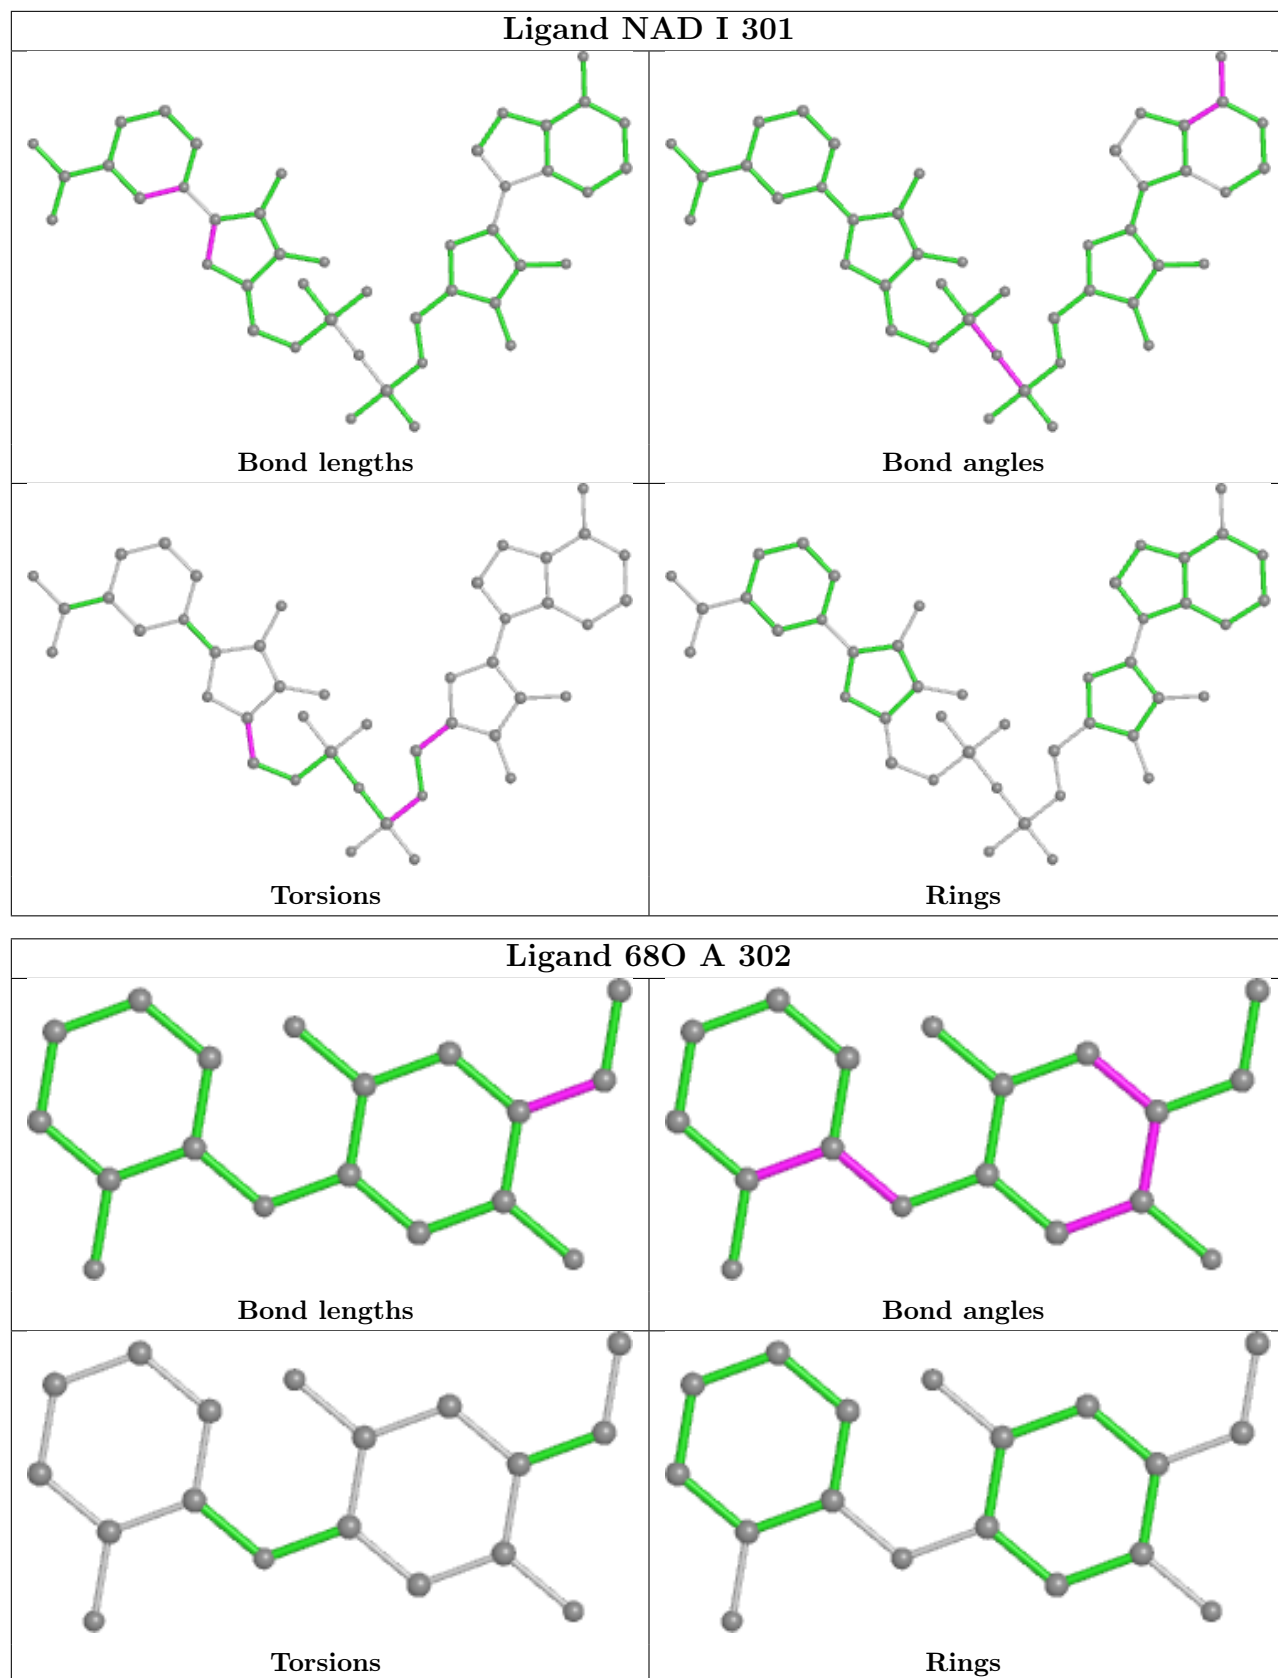 Ligand NAD I 301
Bond lengths
Bond angles
Torsions
Rings
Ligand 68O A 302
Bond lengths
Bond angles
Torsions
Rings